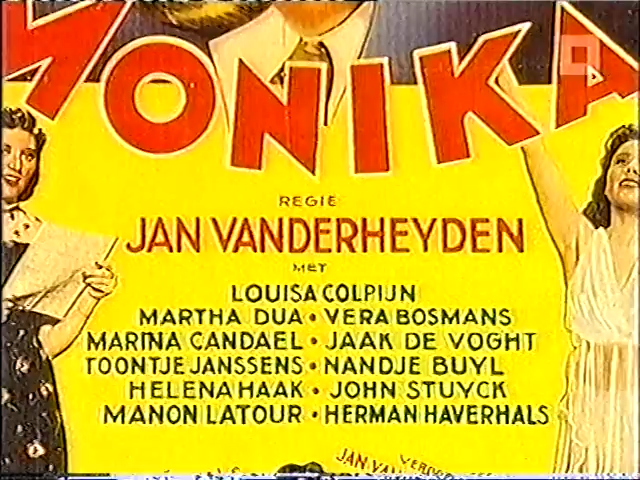 MONIKA
REGIE
JAN VANDERHEYDEN
MET
LOUISA COLPIJN
MARTHA DUA • VERA BOSMANS
MARINA CANDAEL • JAAK DE VOGHT
TOONTJE JANSSENS • NANDJE BUYL
HELENA HAAK • JOHN STUYCK
MANON LATOUR • HERMAN HAVERHALS